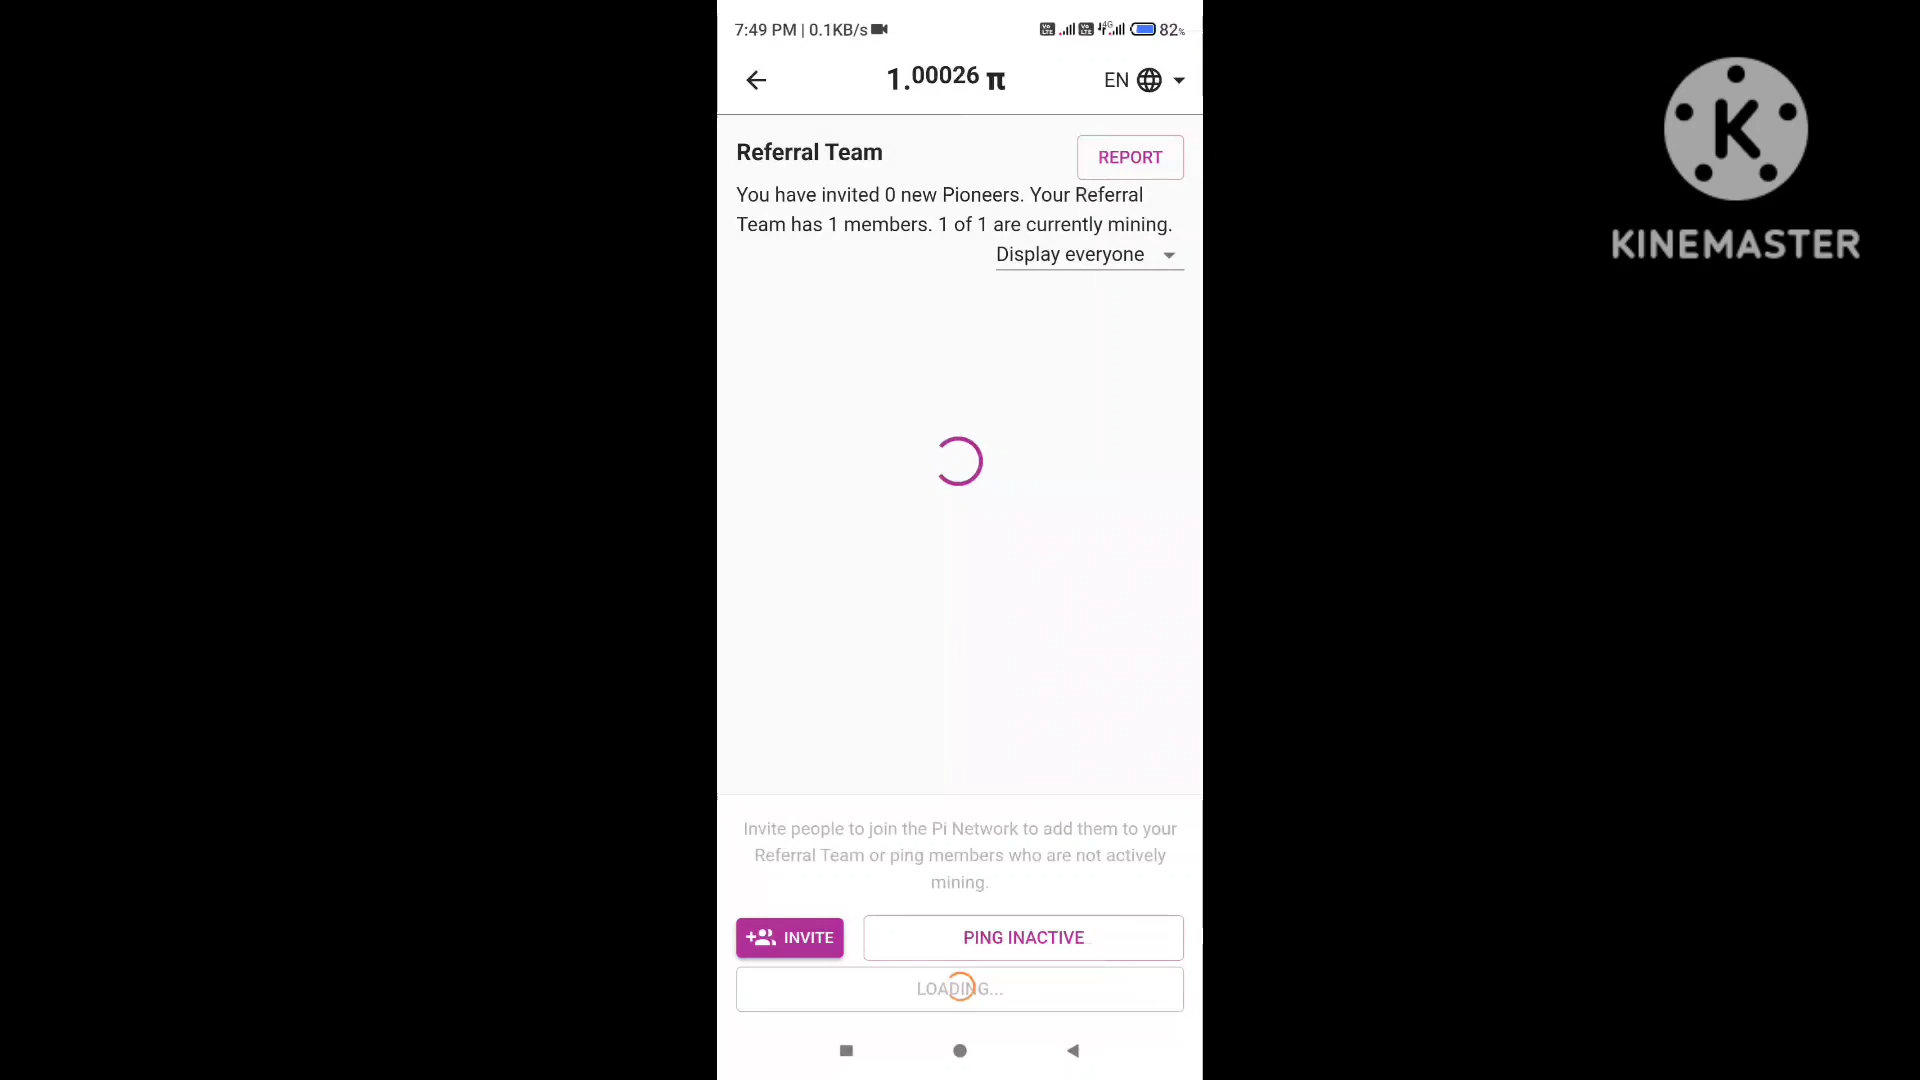 7:49 PM | 0.1KB/s
4G
82%
1.00026 π
EN
Referral Team
REPORT
You have invited 0 new Pioneers. Your Referral
Team has 1 members. 1 of 1 are currently mining.
Display everyone
Invite people to join the Pi Network to add them to your
Referral Team or ping members who are not actively
mining.
INVITE
PING INACTIVE
LOADING...
K
KINEMASTER